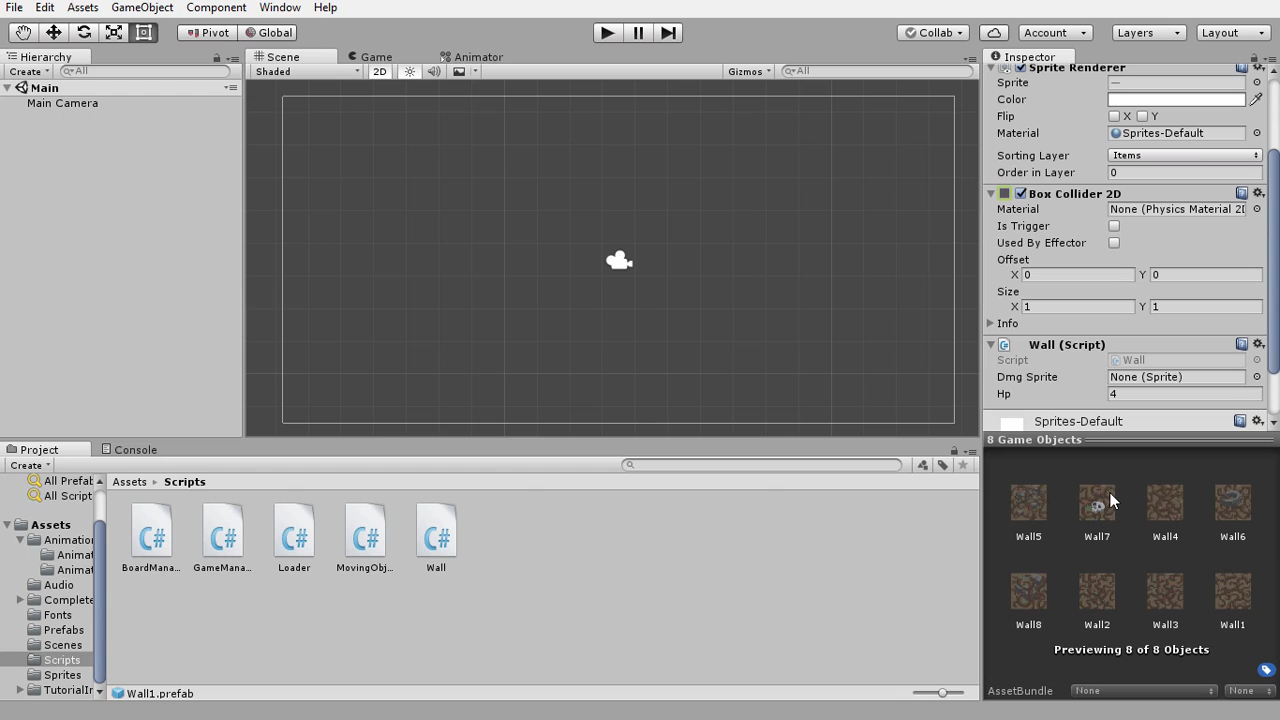 File Edit Assets GameObject Component Window Help
Pivot Global Collab Account Layers Layout
Hierarchy Scene Game Animator Inspector
Create All Shaded 2D Gizmos All
Main
Main Camera
Sprite Renderer
Sprite —
Color
Flip X Y
Material Sprites-Default
Sorting Layer Items
Order in Layer 0
Box Collider 2D
Material None (Physics Material 2D
Is Trigger
Used By Effector
Offset
X 0 Y 0
Size
X 1 Y 1
Info
Wall (Script)
Script Wall
Dmg Sprite None (Sprite)
Hp 4
Sprites-Default
8 Game Objects
Wall5 Wall7 Wall4 Wall6
Wall8 Wall2 Wall3 Wall1
Previewing 8 of 8 Objects
AssetBundle None None
Project Console
Create
All Prefab
All Script
Assets
Animation
Animat
Animat
Audio
Complete
Fonts
Prefabs
Scenes
Scripts
Sprites
TutorialIn
Assets Scripts
C# C# C# C# C#
BoardMana... GameMana... Loader MovingObj... Wall
Wall1.prefab